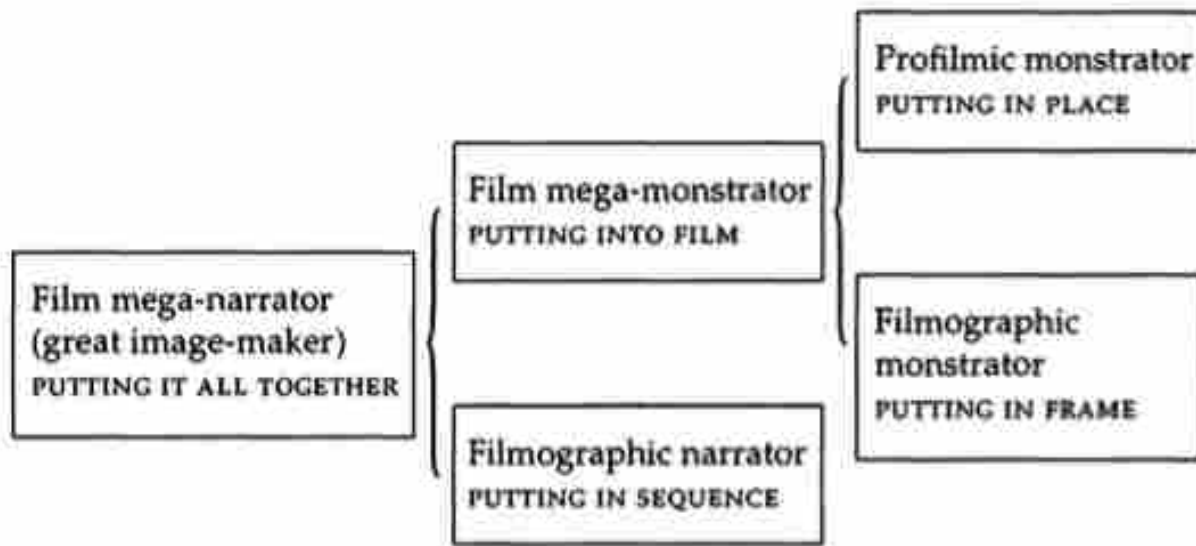 Film mega-narrator
(great image-maker)
PUTTING IT ALL TOGETHER
Film mega-monstrator
PUTTING INTO FILM
Filmographic narrator
PUTTING IN SEQUENCE
Profilmic monstrator
PUTTING IN PLACE
Filmographic
monstrator
PUTTING IN FRAME